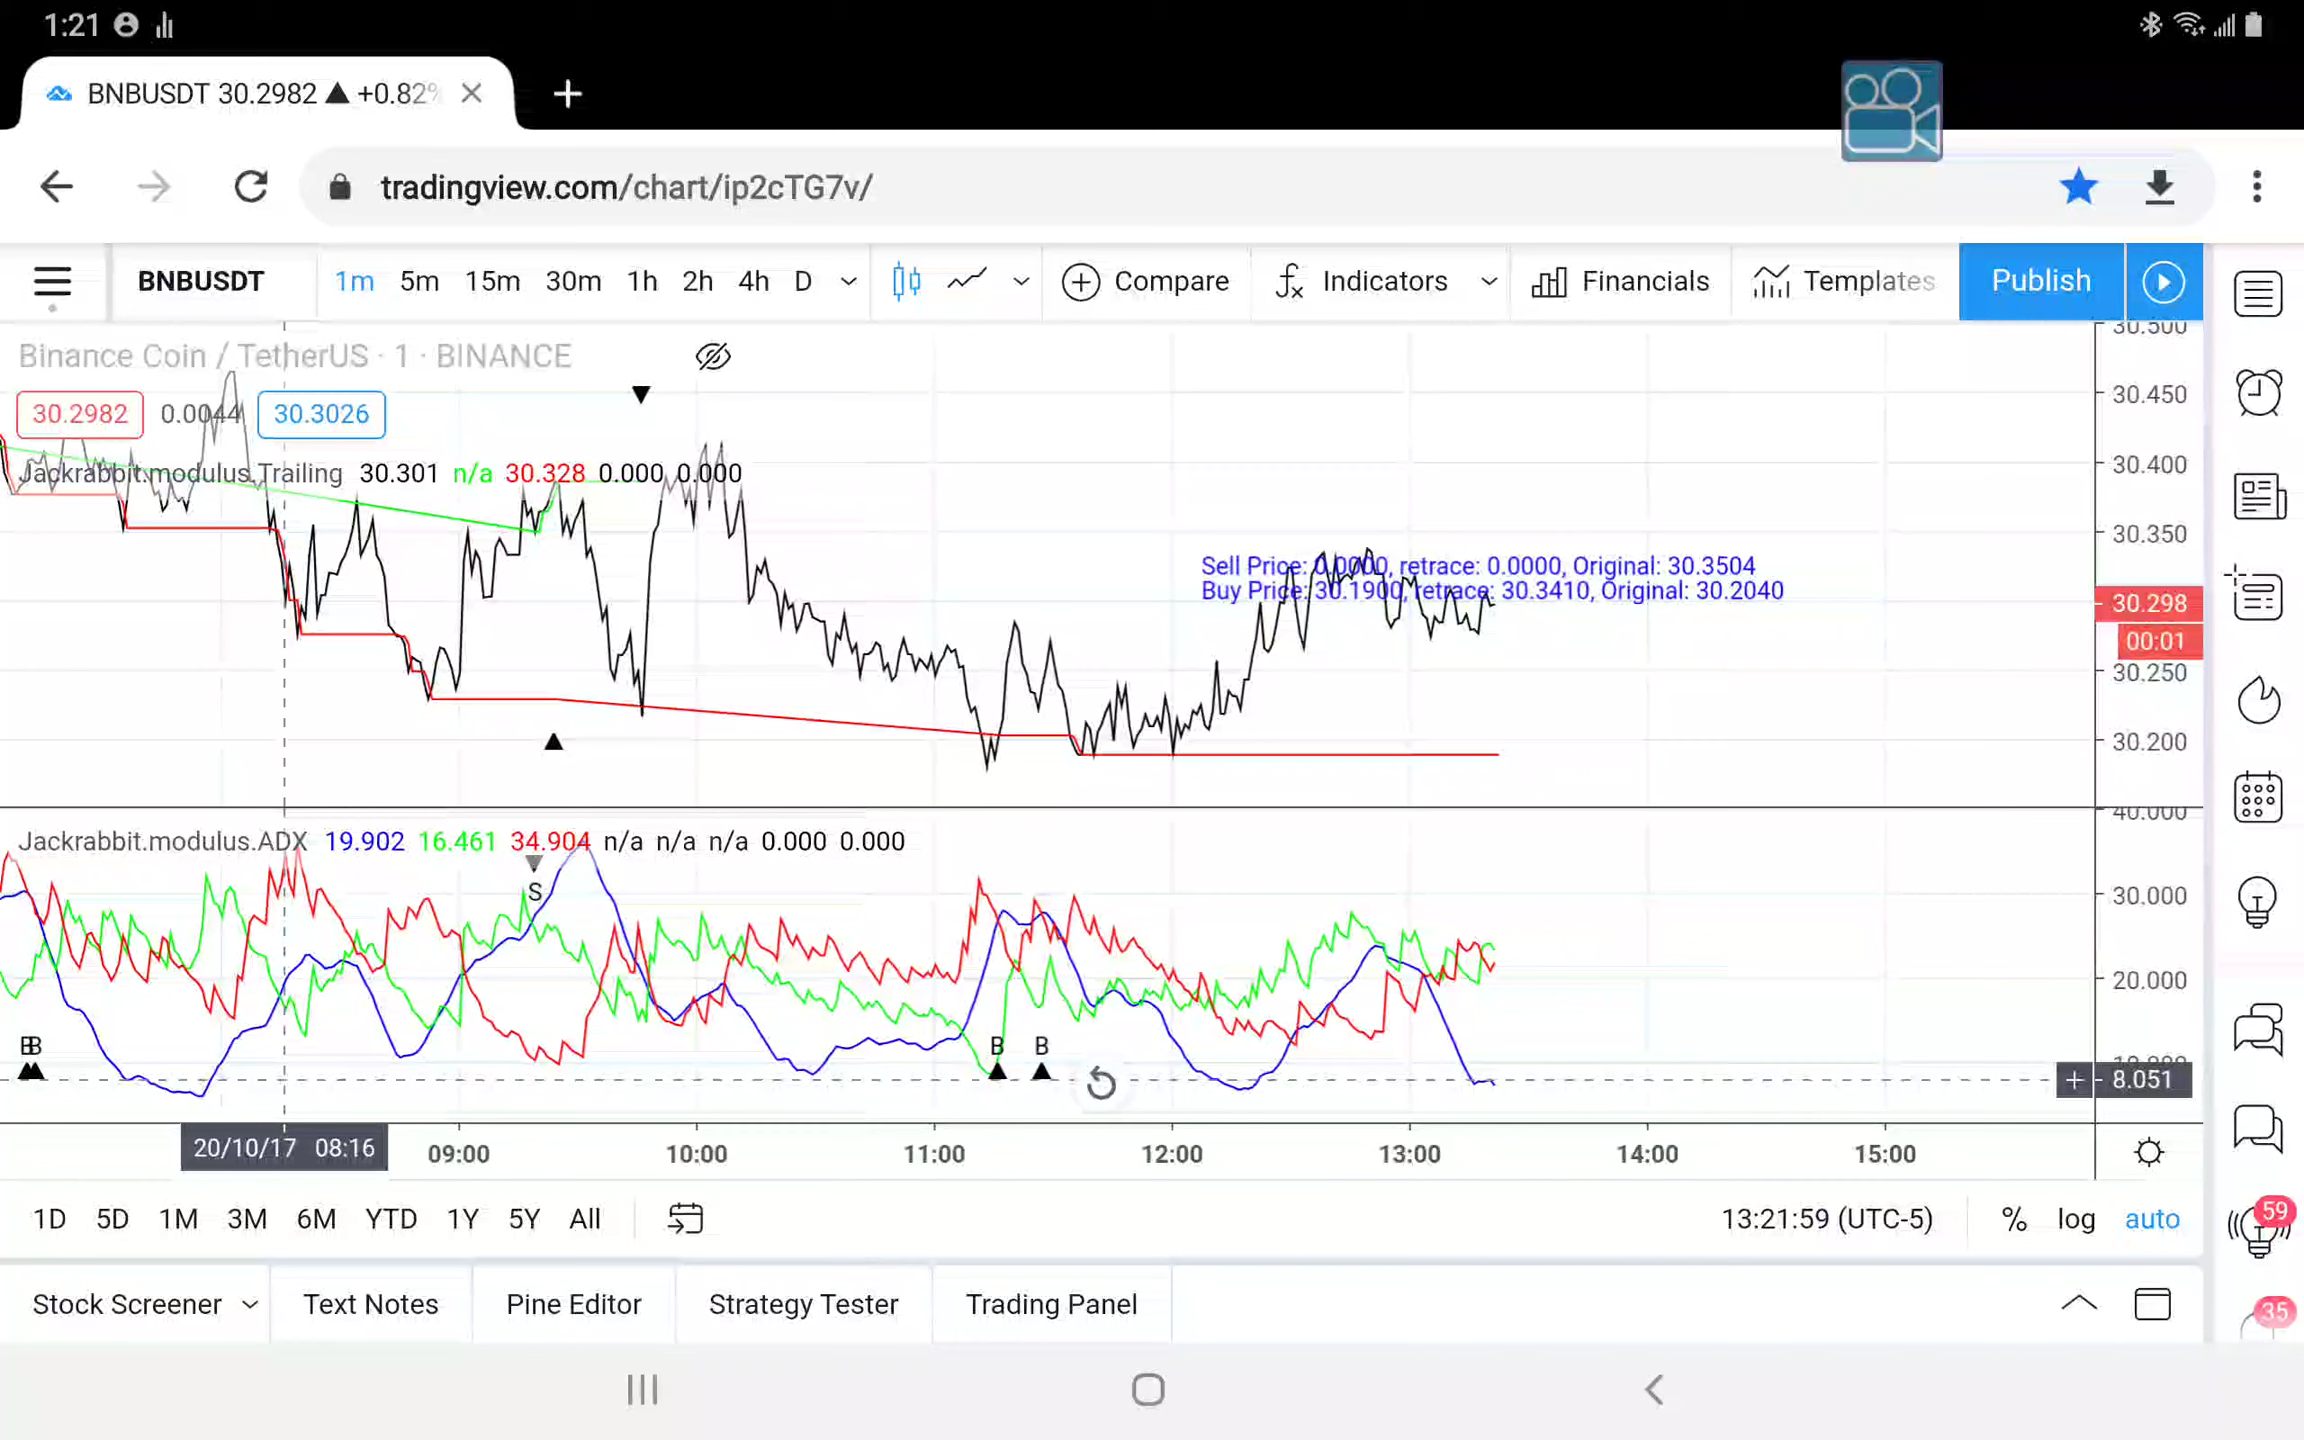 1:21
BNBUSDT 30.2982 ▲ +0.82%
tradingview.com/chart/ip2cTG7v/
BNBUSDT 1m 5m 15m 30m 1h 2h 4h D Compare Indicators Financials Templates Publish
Binance Coin / TetherUS · 1 · BINANCE
30.2982 0.0044 30.3026
Jackrabbit.modulus.Trailing 30.301 n/a 30.328 0.000 0.000
Sell Price: 0.0000, retrace: 0.0000, Original: 30.3504
Buy Price: 30.1900, retrace: 30.3410, Original: 30.2040
30.500
30.450
30.400
30.350
30.298
00:01
30.250
30.200
Jackrabbit.modulus.ADX 19.902 16.461 34.904 n/a n/a n/a 0.000 0.000
40.000
S
30.000
20.000
B B B B
8.051
20/10/17 08:16 09:00 10:00 11:00 12:00 13:00 14:00 15:00
1D 5D 1M 3M 6M YTD 1Y 5Y All 13:21:59 (UTC-5) % log auto
59
Stock Screener Text Notes Pine Editor Strategy Tester Trading Panel
35